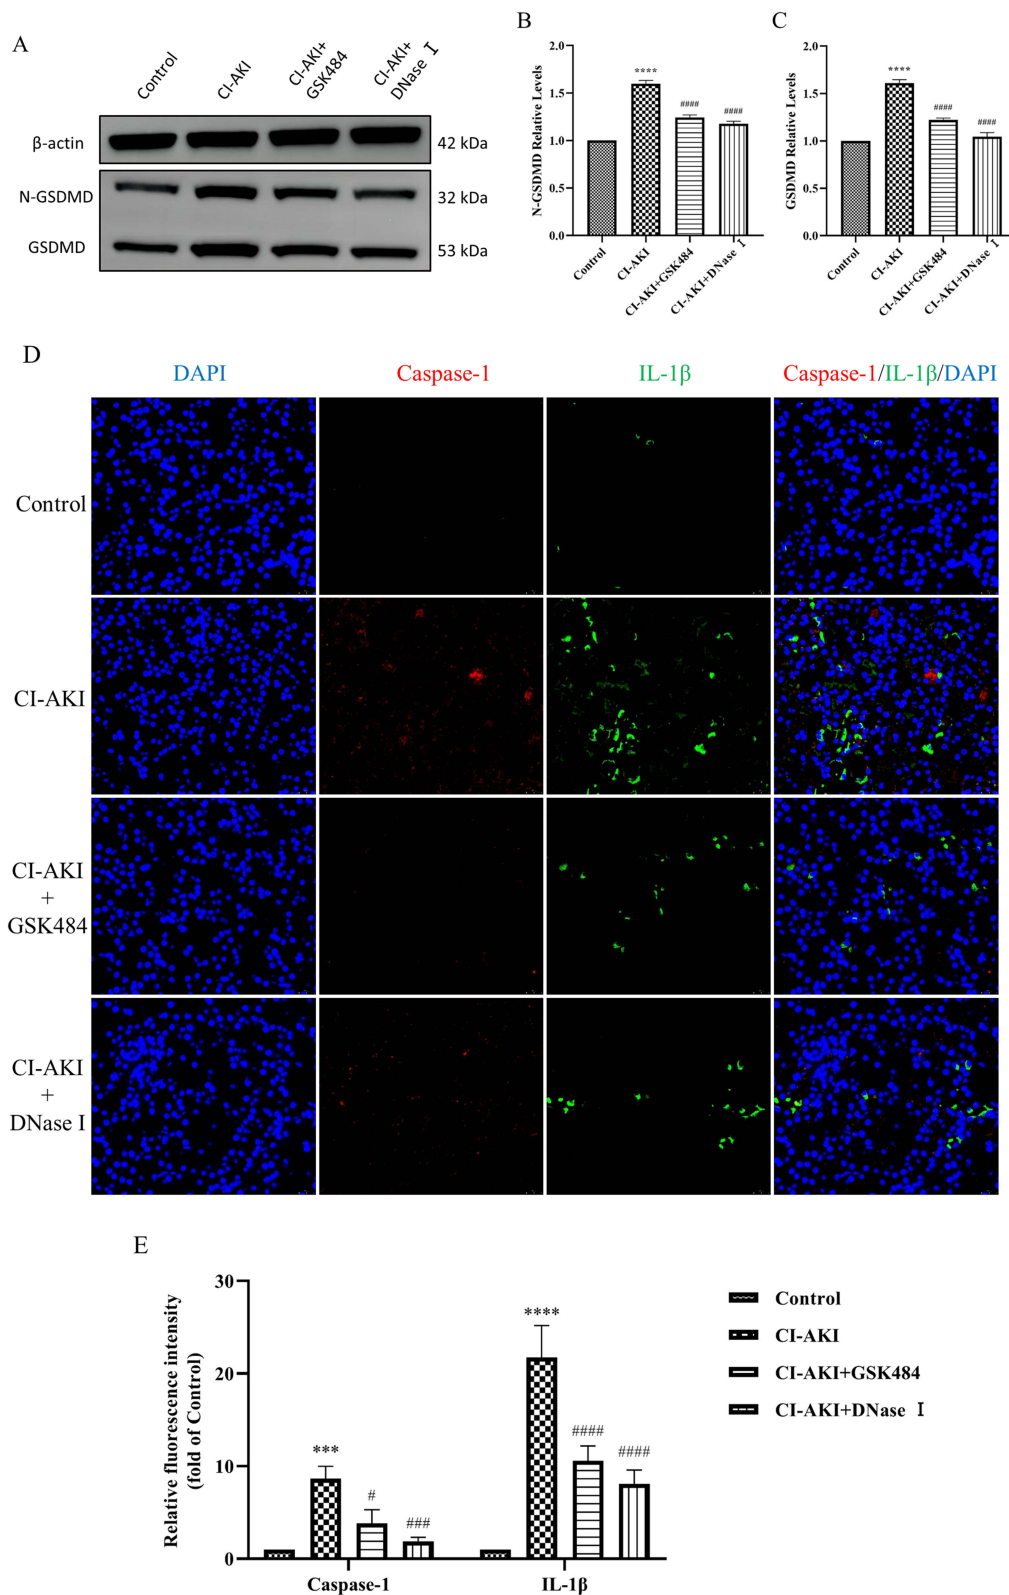 A
Control
CI-AKI
CI-AKI+
GSK484
CI-AKI+
DNase I
β-actin
42 kDa
N-GSDMD
32 kDa
GSDMD
53 kDa
B
N-GSDMD Relative Levels
2.0
1.5
1.0
0.5
0.0
****
####
####
Control
CI-AKI
CI-AKI+GSK484
CI-AKI+DNase I
C
GSDMD Relative Levels
2.0
1.5
1.0
0.5
0.0
****
####
####
Control
CI-AKI
CI-AKI+GSK484
CI-AKI+DNase I
D
DAPI
Caspase-1
IL-1β
Caspase-1/IL-1β/DAPI
Control
CI-AKI
CI-AKI
+
GSK484
CI-AKI
+
DNase I
E
Relative fluorescence intensity
(fold of Control)
30
20
10
0
***
#
###
****
####
####
Caspase-1
IL-1β
Control
CI-AKI
CI-AKI+GSK484
CI-AKI+DNase I